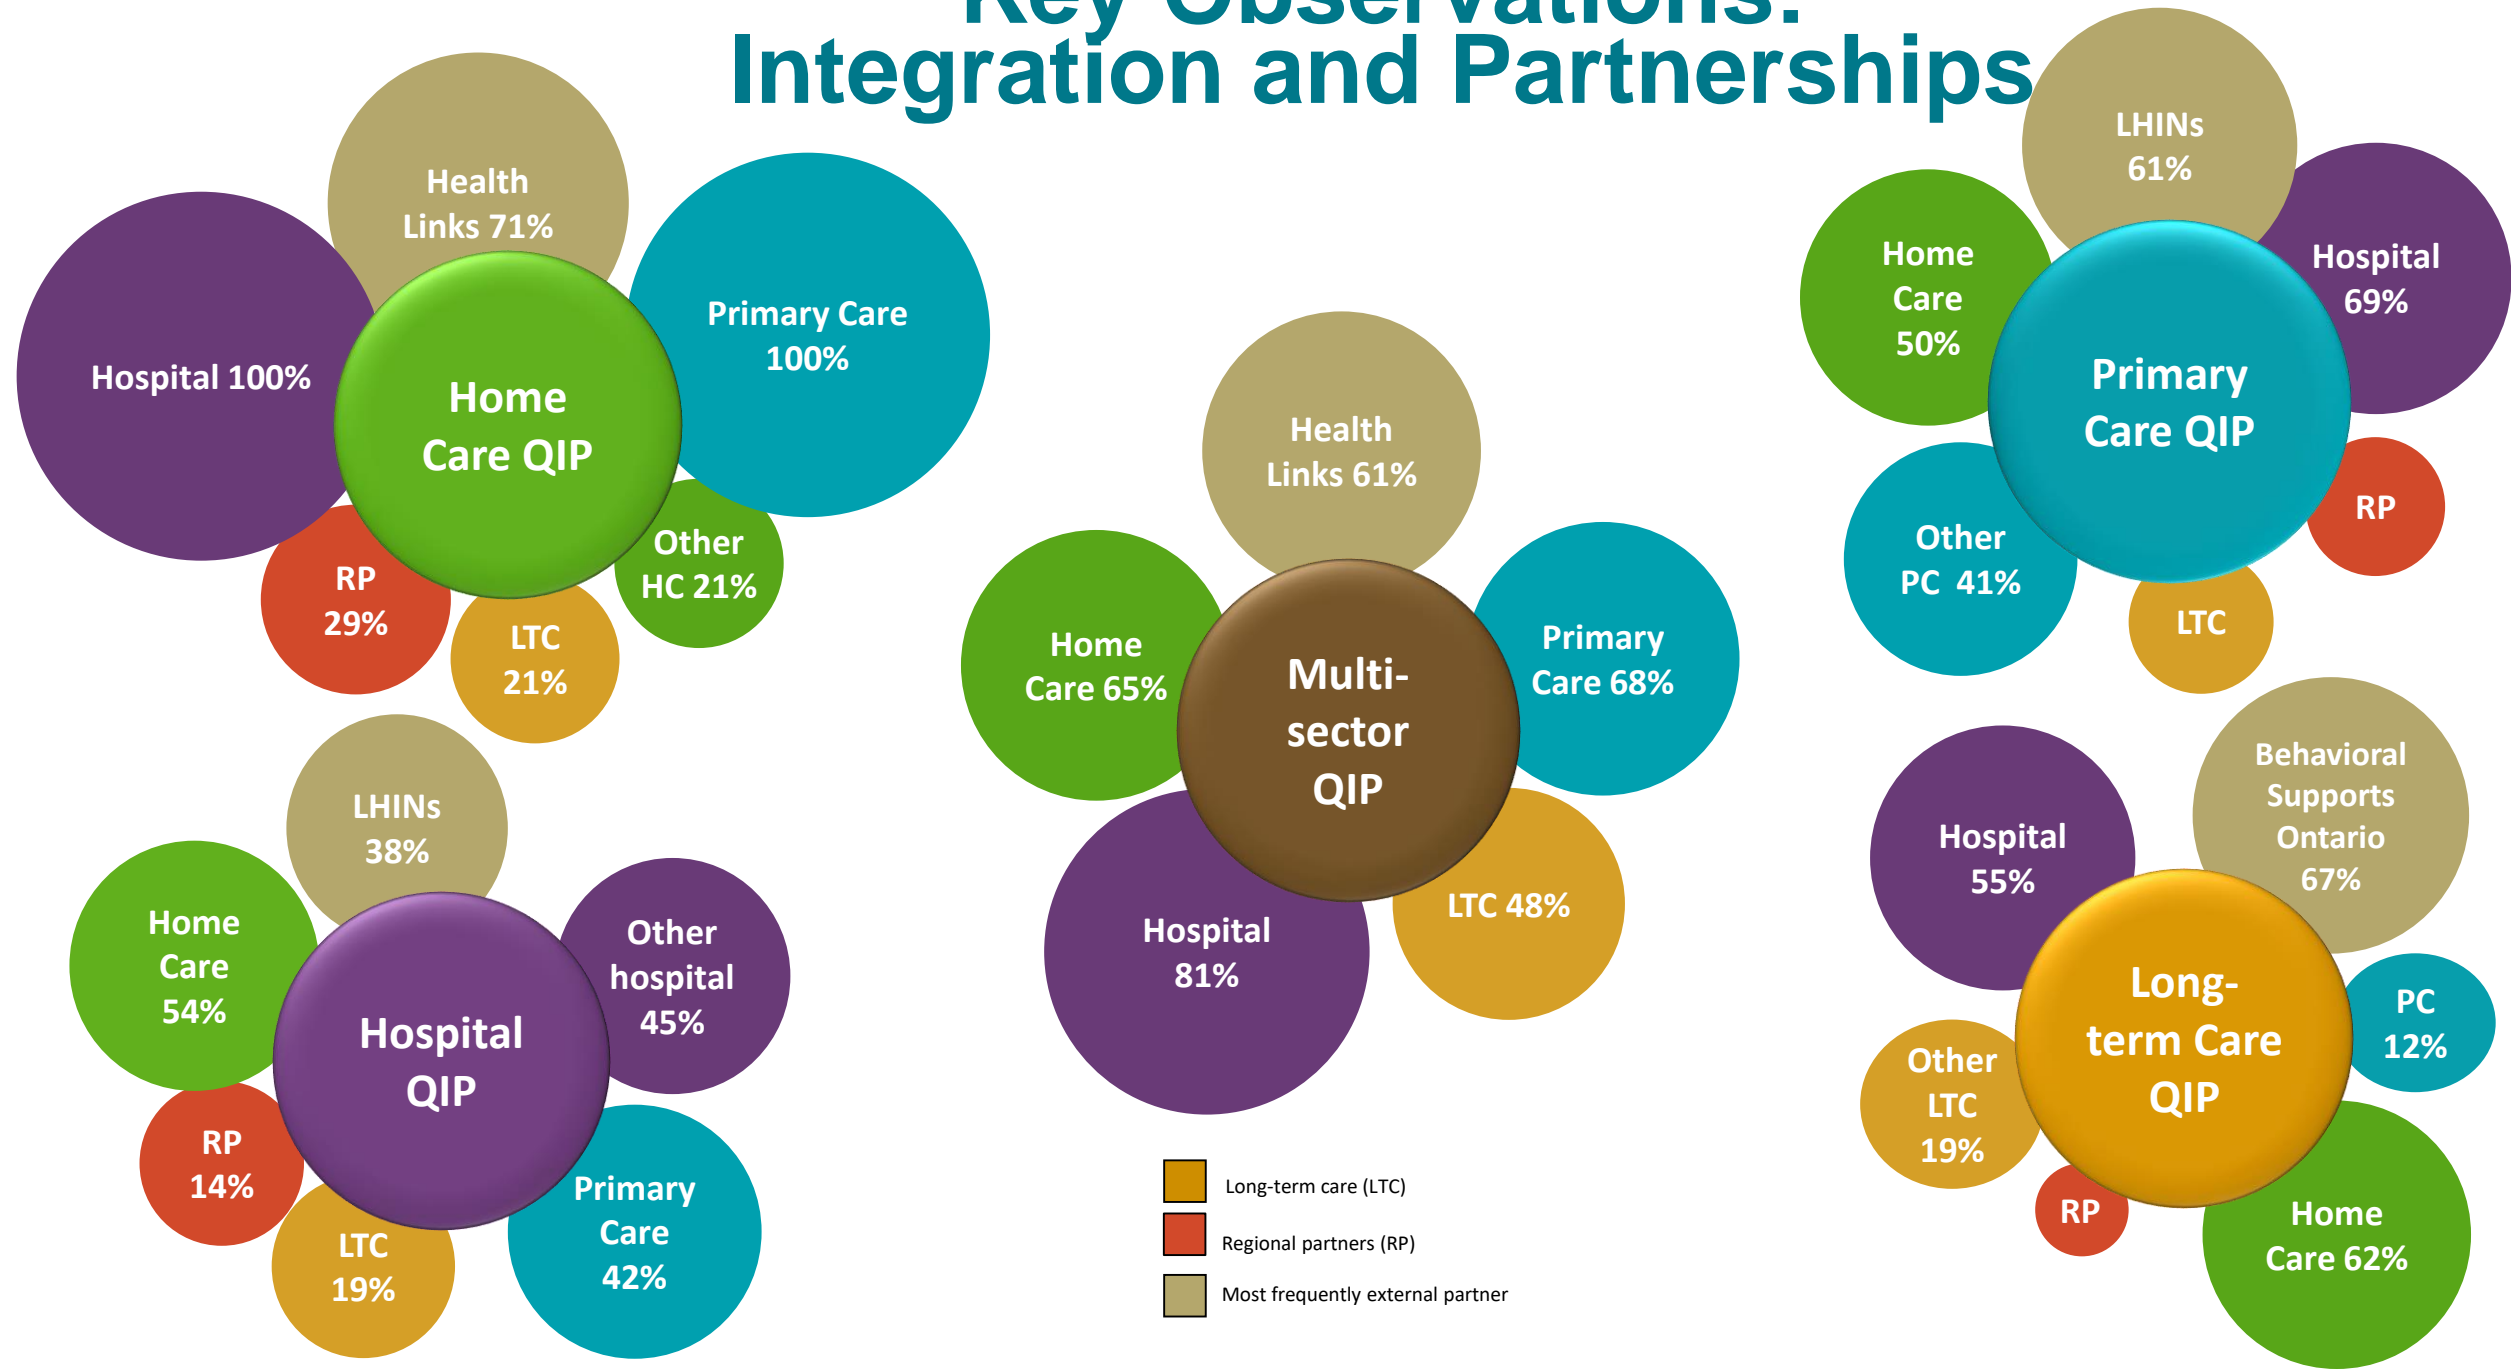 Key Observations:
Integration and Partnerships
Health
Links 71%
Hospital 100%
Primary Care
100%
Home
Care QIP
Other
HC 21%
RP
29%
LTC
21%
LHINs
61%
Home
Care
50%
Hospital
69%
Primary
Care QIP
Other
PC 41%
RP
LTC
Health
Links 61%
Home
Care 65%
Primary
Care 68%
Multi-
sector
QIP
Hospital
81%
LTC 48%
LHINs
38%
Home
Care
54%
Other
hospital
45%
Hospital
QIP
RP
14%
LTC
19%
Primary
Care
42%
Behavioral
Supports
Ontario
67%
Hospital
55%
Long-
term Care
QIP
PC
12%
Other
LTC
19%
RP
Home
Care 62%
Long-term care (LTC)
Regional partners (RP)
Most frequently external partner